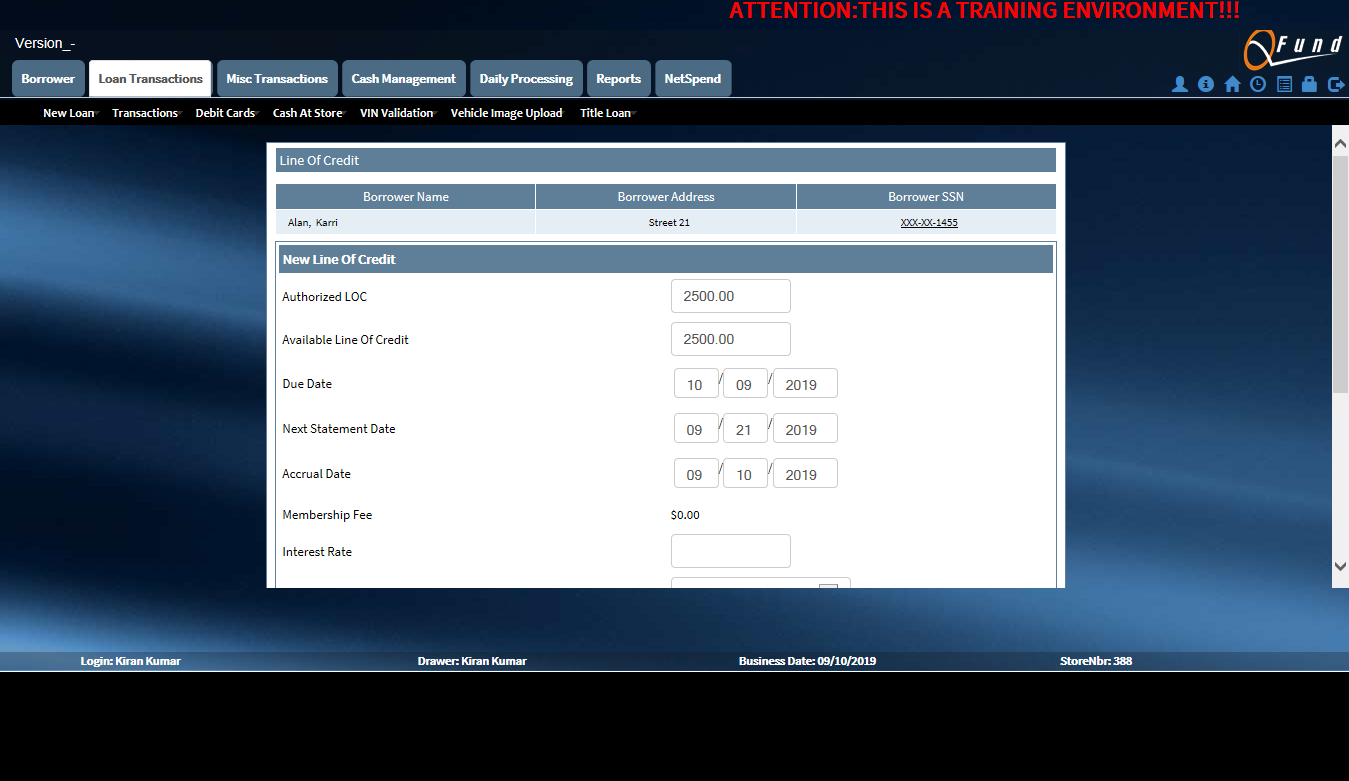 ATTENTION:THIS IS A TRAINING ENVIRONMENT!!!
Version_-
QFund
Borrower Loan Transactions Misc Transactions Cash Management Daily Processing Reports NetSpend
New Loan Transactions Debit Cards Cash At Store VIN Validation Vehicle Image Upload Title Loan
Line Of Credit
Borrower Name Borrower Address Borrower SSN
Alan, Karri Street 21 XXX-XX-1455
New Line Of Credit
Authorized LOC 2500.00
Available Line Of Credit 2500.00
Due Date 10 / 09 / 2019
Next Statement Date 09 / 21 / 2019
Accrual Date 09 / 10 / 2019
Membership Fee $0.00
Interest Rate
Login: Kiran Kumar Drawer: Kiran Kumar Business Date: 09/10/2019 StoreNbr: 388